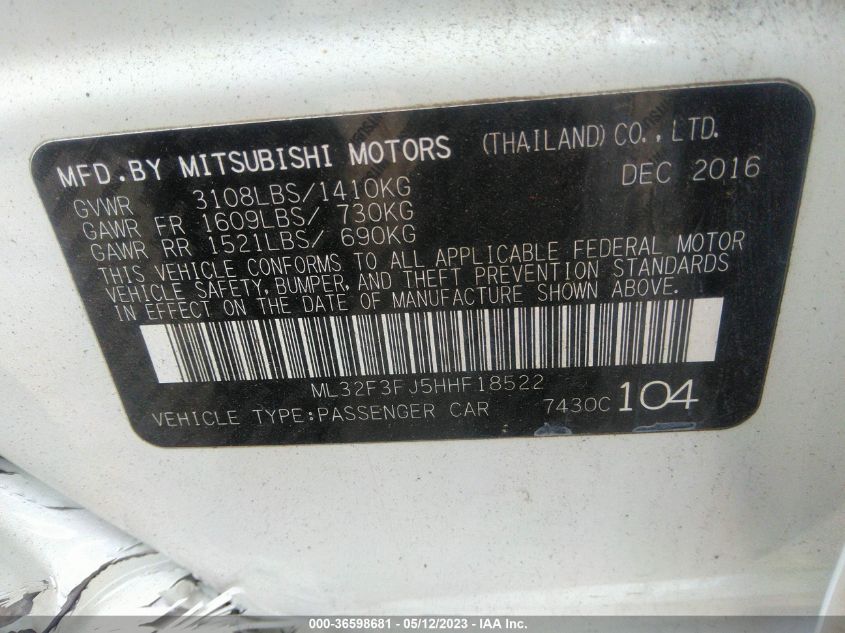 MFD.BY MITSUBISHI MOTORS (THAILAND) CO.,LTD.
DEC 2016
GVWR 3108LBS/1410KG
GAWR FR 1609LBS/ 730KG
GAWR RR 1521LBS/ 690KG
THIS VEHICLE CONFORMS TO ALL APPLICABLE FEDERAL MOTOR
VEHICLE SAFETY, BUMPER, AND THEFT PREVENTION STANDARDS
IN EFFECT ON THE DATE OF MANUFACTURE SHOWN ABOVE.
ML32F3FJ5HHF18522
VEHICLE TYPE:PASSENGER CAR 7430C 104
000-36598681 - 05/12/2023 - IAA Inc.